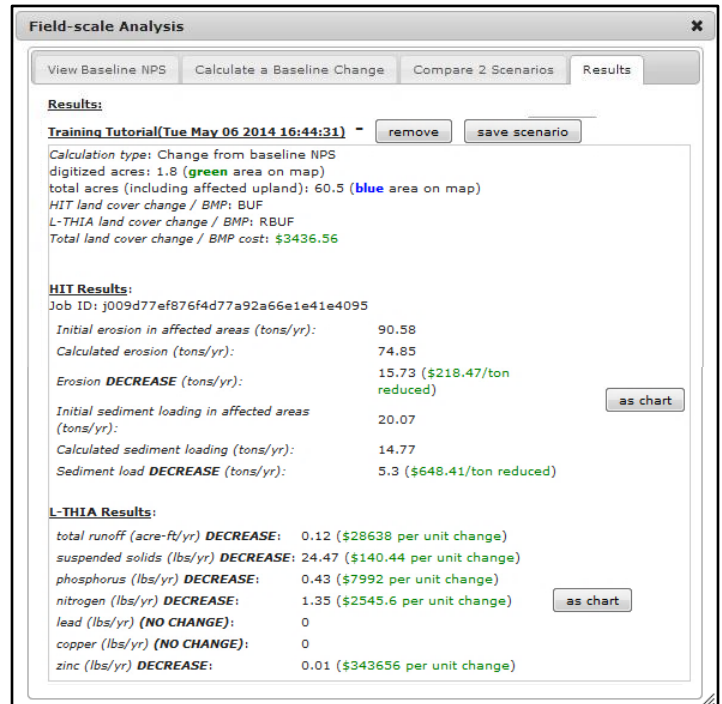 Field-scale Analysis
View Baseline NPS Calculate a Baseline Change Compare 2 Scenarios Results
Results:
Training Tutorial(Tue May 06 2014 16:44:31) - remove save scenario
Calculation type: Change from baseline NPS
digitized acres: 1.8 (green area on map)
total acres (including affected upland): 60.5 (blue area on map)
HIT land cover change / BMP: BUF
L-THIA land cover change / BMP: RBUF
Total land cover change / BMP cost: $3436.56
HIT Results:
Job ID: j009d77ef876f4d77a92a66e1e41e4095
Initial erosion in affected areas (tons/yr): 90.58
Calculated erosion (tons/yr): 74.85
Erosion DECREASE (tons/yr): 15.73 ($218.47/ton
reduced)
as chart
Initial sediment loading in affected areas
(tons/yr): 20.07
Calculated sediment loading (tons/yr): 14.77
Sediment load DECREASE (tons/yr): 5.3 ($648.41/ton reduced)
L-THIA Results:
total runoff (acre-ft/yr) DECREASE: 0.12 ($28638 per unit change)
suspended solids (lbs/yr) DECREASE: 24.47 ($140.44 per unit change)
phosphorus (lbs/yr) DECREASE: 0.43 ($7992 per unit change)
nitrogen (lbs/yr) DECREASE: 1.35 ($2545.6 per unit change) as chart
lead (lbs/yr) (NO CHANGE): 0
copper (lbs/yr) (NO CHANGE): 0
zinc (lbs/yr) DECREASE: 0.01 ($343656 per unit change)